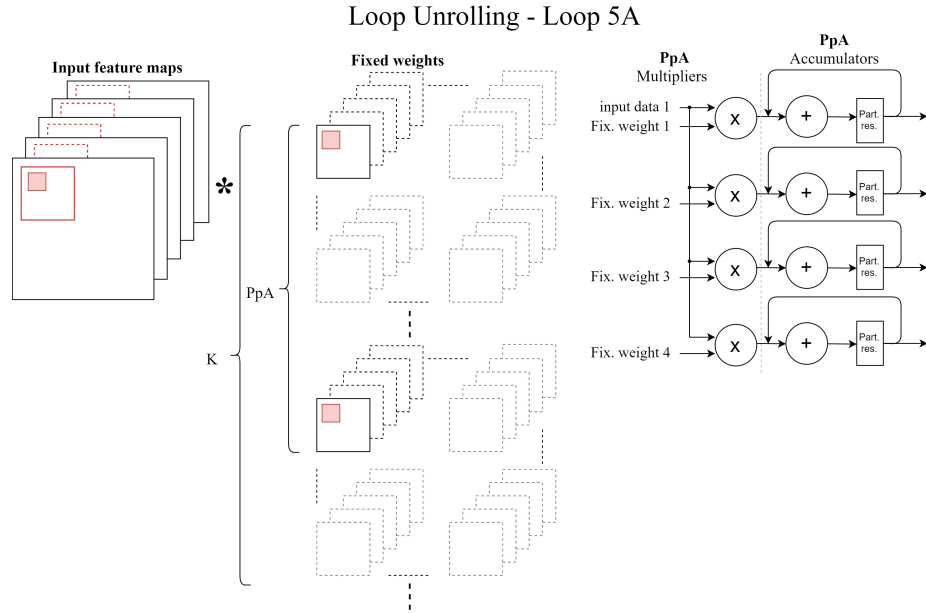 Loop Unrolling - Loop 5A
Input feature maps
*
K
PpA
Fixed weights
PpA
Multipliers
PpA
Accumulators
input data 1
Fix. weight 1
x
+
Part.
res.
Fix. weight 2
x
+
Part.
res.
Fix. weight 3
x
+
Part.
res.
Fix. weight 4
x
+
Part.
res.